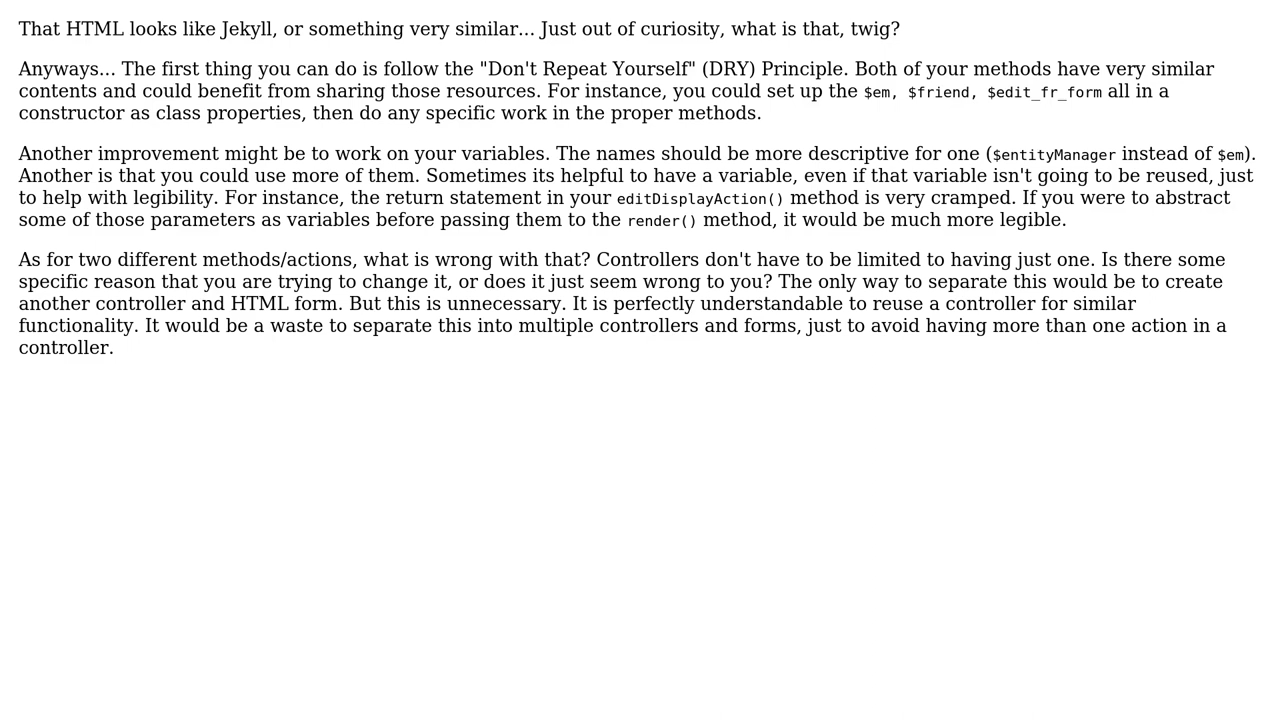 That HTML looks like Jekyll, or something very similar... Just out of curiosity, what is that, twig?
Anyways... The first thing you can do is follow the "Don't Repeat Yourself" (DRY) Principle. Both of your methods have very similar
contents and could benefit from sharing those resources. For instance, you could set up the $em, $friend, $edit_fr_form all in a
constructor as class properties, then do any specific work in the proper methods.
Another improvement might be to work on your variables. The names should be more descriptive for one ($entityManager instead of $em).
Another is that you could use more of them. Sometimes its helpful to have a variable, even if that variable isn't going to be reused, just
to help with legibility. For instance, the return statement in your editDisplayAction() method is very cramped. If you were to abstract
some of those parameters as variables before passing them to the render() method, it would be much more legible.
As for two different methods/actions, what is wrong with that? Controllers don't have to be limited to having just one. Is there some
specific reason that you are trying to change it, or does it just seem wrong to you? The only way to separate this would be to create
another controller and HTML form. But this is unnecessary. It is perfectly understandable to reuse a controller for similar
functionality. It would be a waste to separate this into multiple controllers and forms, just to avoid having more than one action in a
controller.